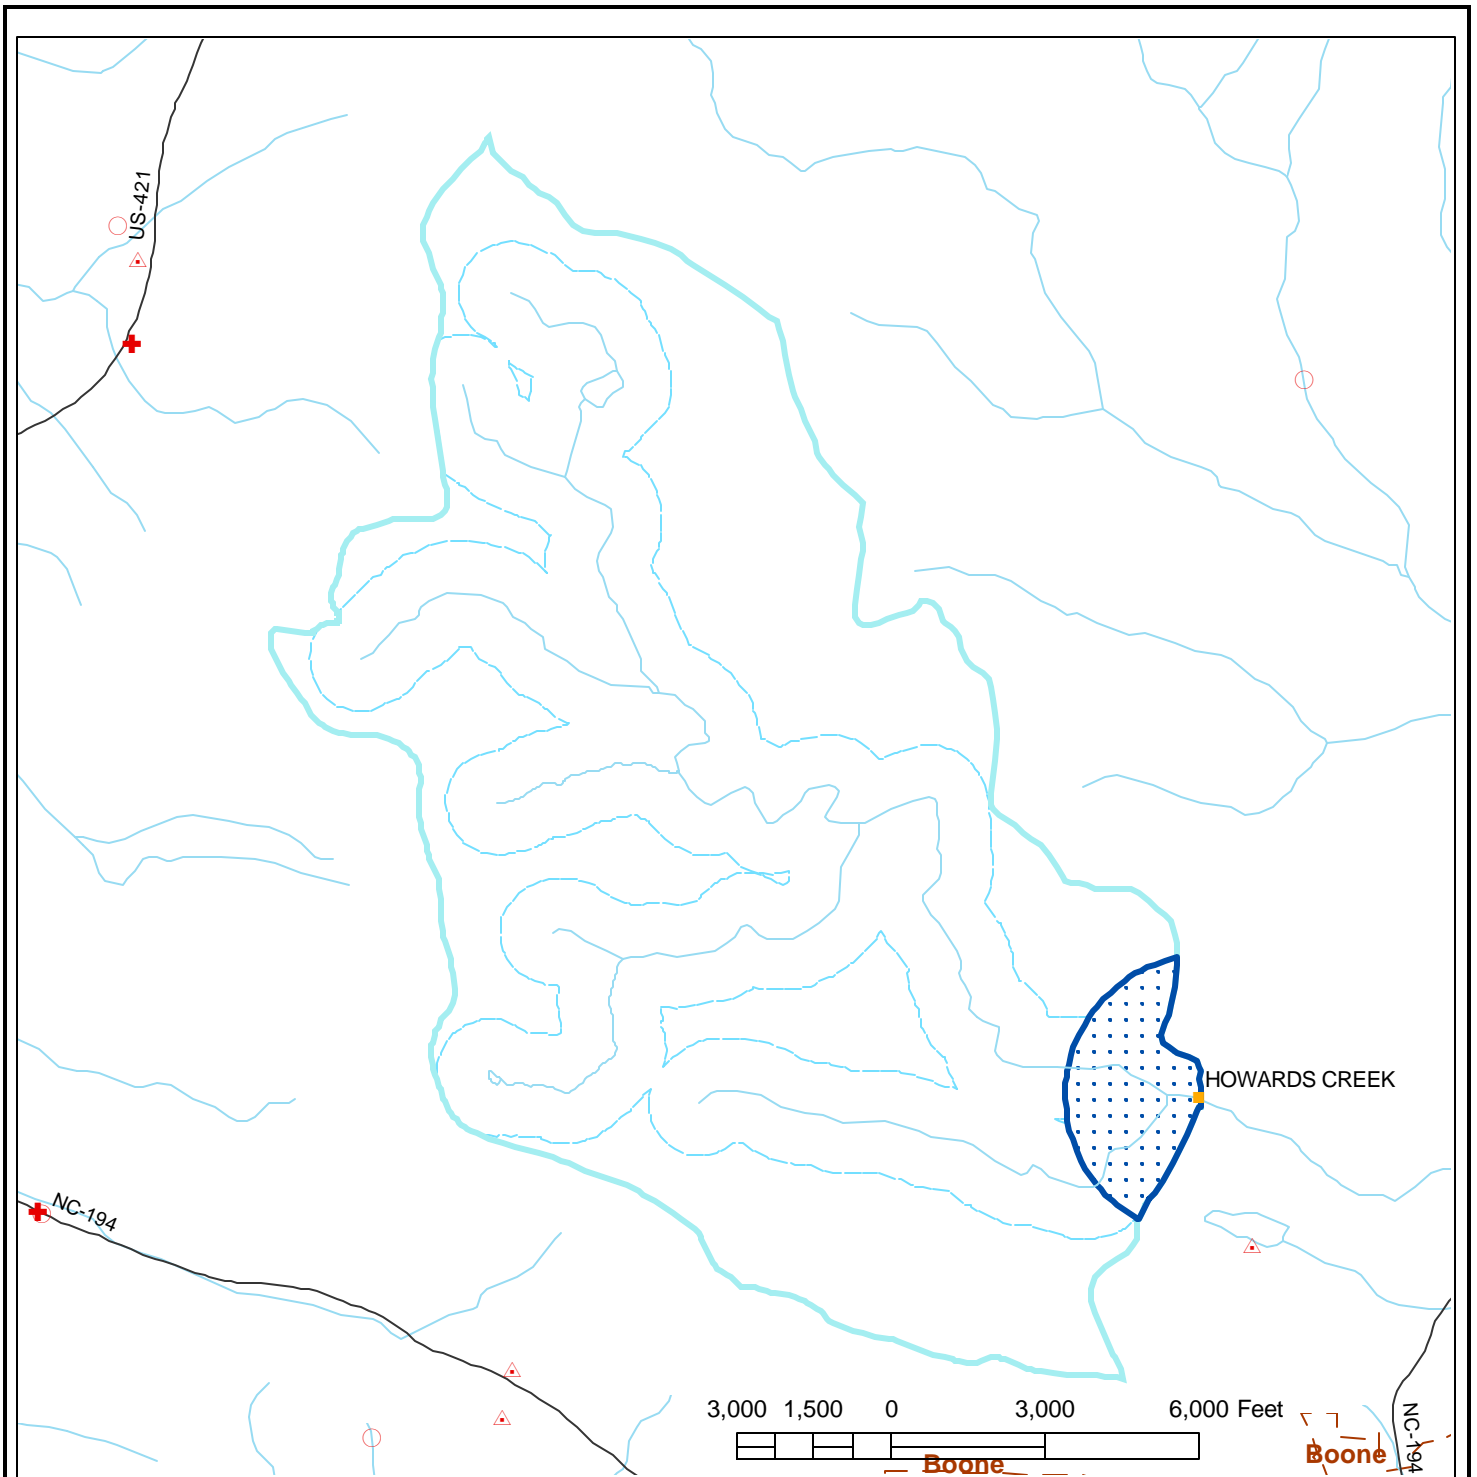 US-421
HOWARDS CREEK
NC-194
3,000 1,500 0 3,000 6,000 Feet
NC-194
Boone
Boone